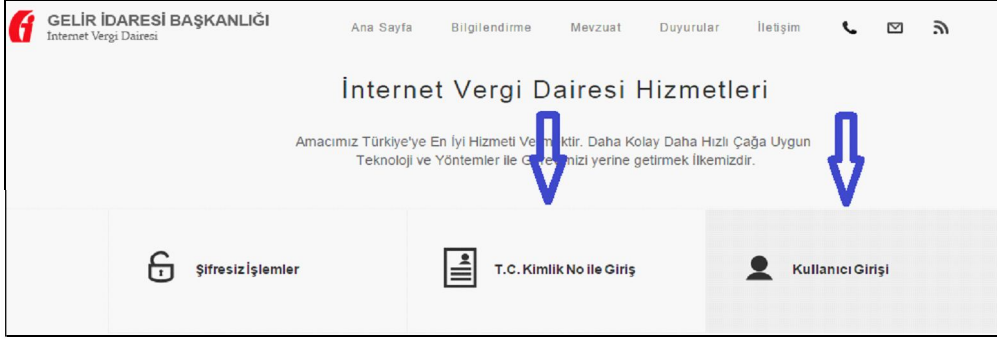 GELİR İDARESİ BAŞKANLIĞI
İnternet Vergi Dairesi
Ana Sayfa Bilgilendirme Mevzuat Duyurular İletişim
İnternet Vergi Dairesi Hizmetleri
Amacımız Türkiye'ye En İyi Hizmeti Vermektir. Daha Kolay Daha Hızlı Çağa Uygun
Teknoloji ve Yöntemler ile Görevimizi yerine getirmek İlkemizdir.
Şifresiz İşlemler
T.C. Kimlik No ile Giriş
Kullanıcı Girişi